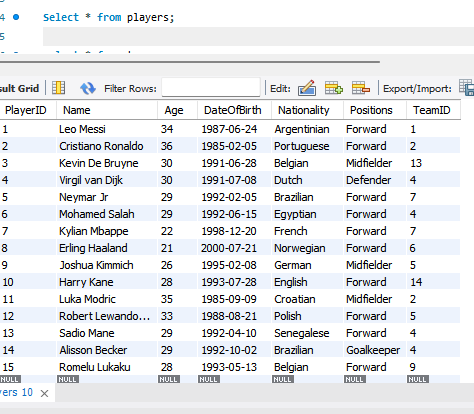 4 Select * from players;
5
Result Grid Filter Rows: Edit: Export/Import:
PlayerID Name Age DateOfBirth Nationality Positions TeamID
1 Leo Messi 34 1987-06-24 Argentinian Forward 1
2 Cristiano Ronaldo 36 1985-02-05 Portuguese Forward 2
3 Kevin De Bruyne 30 1991-06-28 Belgian Midfielder 13
4 Virgil van Dijk 30 1991-07-08 Dutch Defender 4
5 Neymar Jr 29 1992-02-05 Brazilian Forward 7
6 Mohamed Salah 29 1992-06-15 Egyptian Forward 4
7 Kylian Mbappe 22 1998-12-20 French Forward 7
8 Erling Haaland 21 2000-07-21 Norwegian Forward 6
9 Joshua Kimmich 26 1995-02-08 German Midfielder 5
10 Harry Kane 28 1993-07-28 English Forward 14
11 Luka Modric 35 1985-09-09 Croatian Midfielder 2
12 Robert Lewando... 33 1988-08-21 Polish Forward 5
13 Sadio Mane 29 1992-04-10 Senegalese Forward 4
14 Alisson Becker 29 1992-10-02 Brazilian Goalkeeper 4
15 Romelu Lukaku 28 1993-05-13 Belgian Forward 9
NULL NULL NULL NULL NULL NULL NULL
yers 10